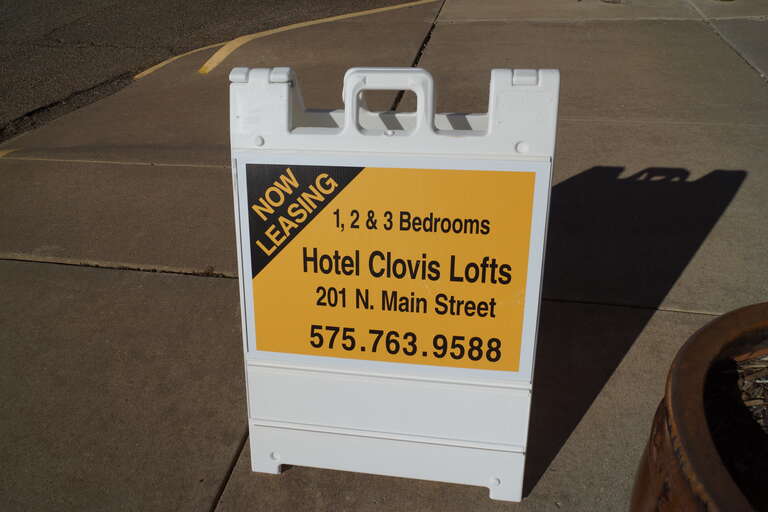 NOW
LEASING
1, 2 & 3 Bedrooms
Hotel Clovis Lofts
201 N. Main Street
575.763.9588